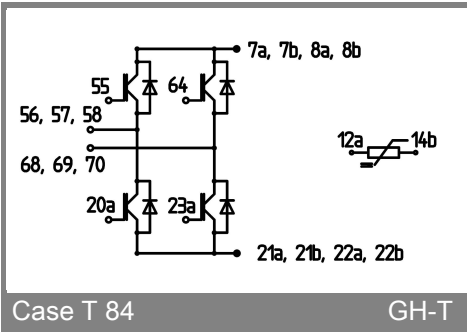 7a, 7b, 8a, 8b
55
64
56, 57, 58
12a
14b
68, 69, 70
20a
23a
21a, 21b, 22a, 22b
Case T 84
GH-T